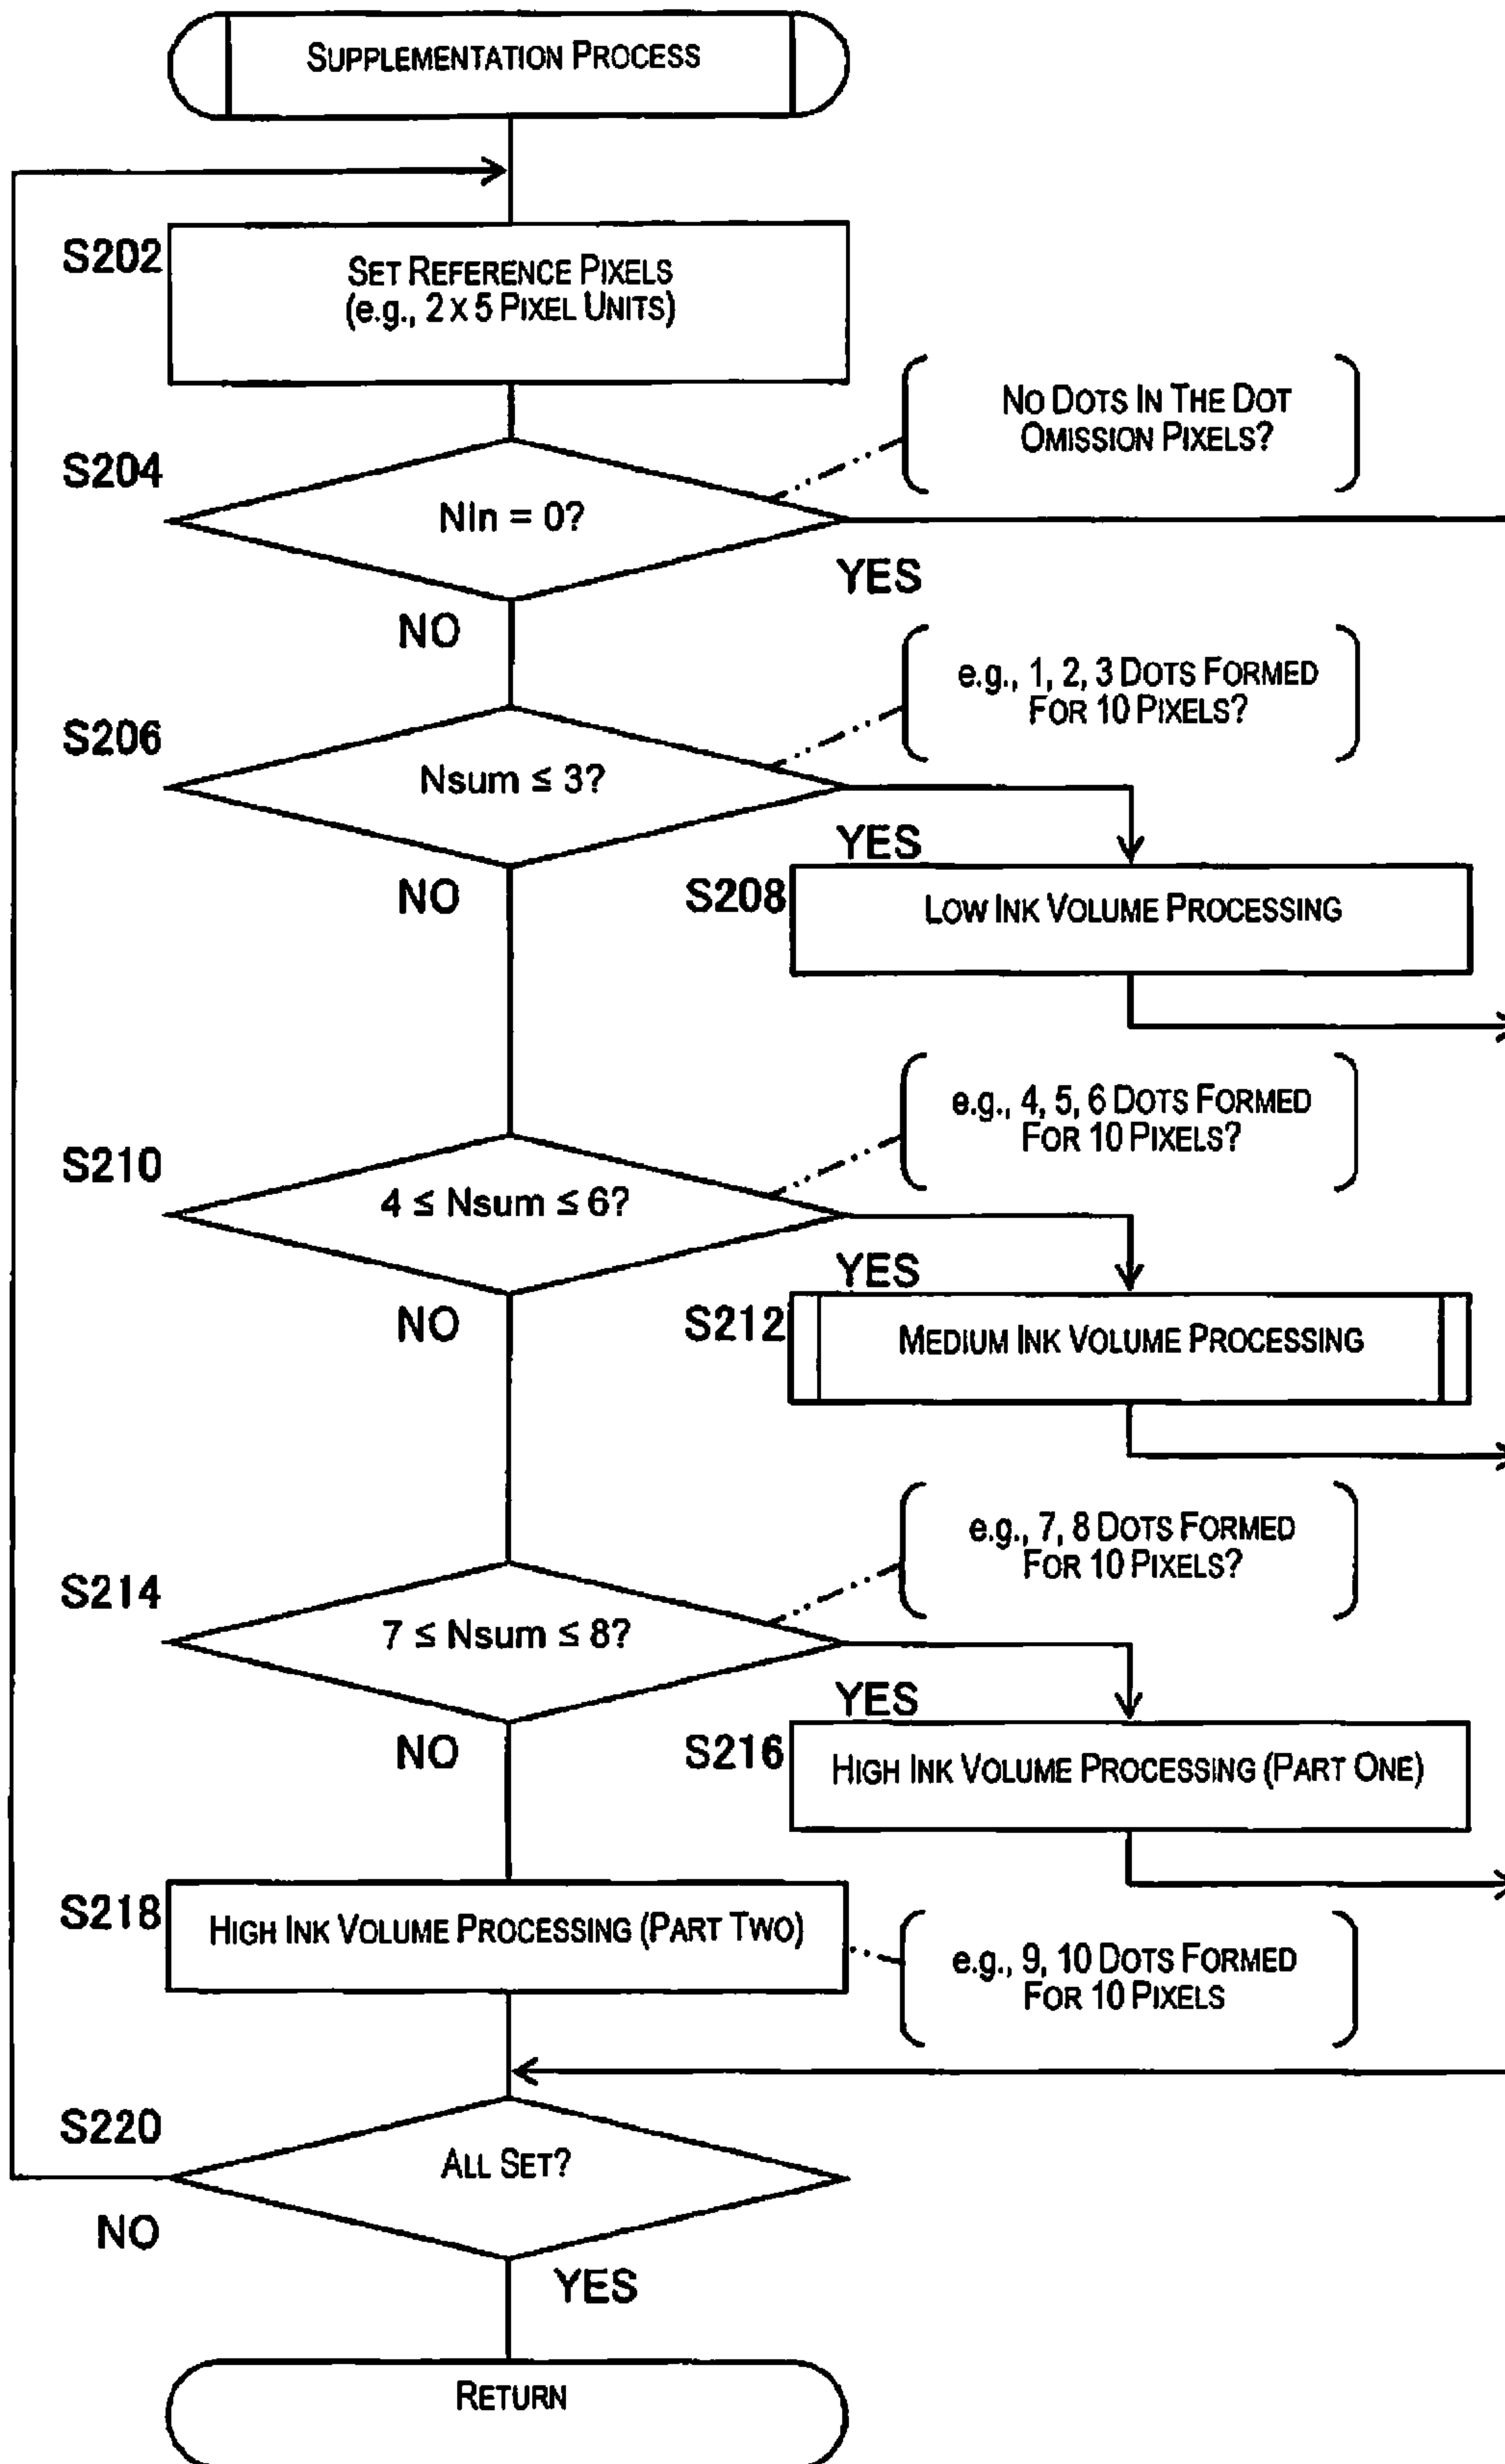 SUPPLEMENTATION PROCESS
S202
SET REFERENCE PIXELS
(e.g., 2 X 5 PIXEL UNITS)
NO DOTS IN THE DOT
OMISSION PIXELS?
S204
Nln = 0?
YES
NO
e.g., 1, 2, 3 DOTS FORMED
FOR 10 PIXELS?
S206
Nsum ≤ 3?
YES
NO
S208
LOW INK VOLUME PROCESSING
e.g., 4, 5, 6 DOTS FORMED
FOR 10 PIXELS?
S210
4 ≤ Nsum ≤ 6?
YES
NO
S212
MEDIUM INK VOLUME PROCESSING
e.g., 7, 8 DOTS FORMED
FOR 10 PIXELS?
S214
7 ≤ Nsum ≤ 8?
YES
NO
S216
HIGH INK VOLUME PROCESSING (PART ONE)
S218
HIGH INK VOLUME PROCESSING (PART TWO)
e.g., 9, 10 DOTS FORMED
FOR 10 PIXELS
S220
ALL SET?
NO
YES
RETURN